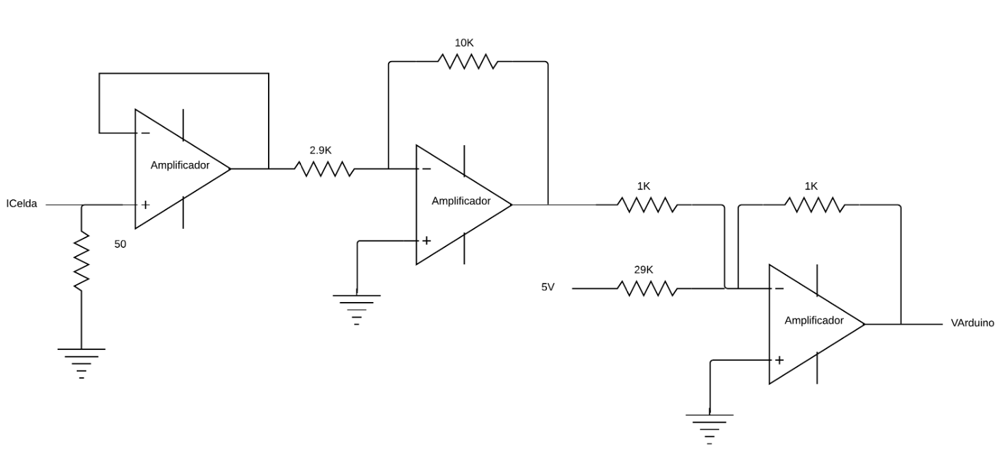 10K
2.9K
Amplificador
1K
1K
Amplificador
ICelda
50
29K
5V
Amplificador
VArduino